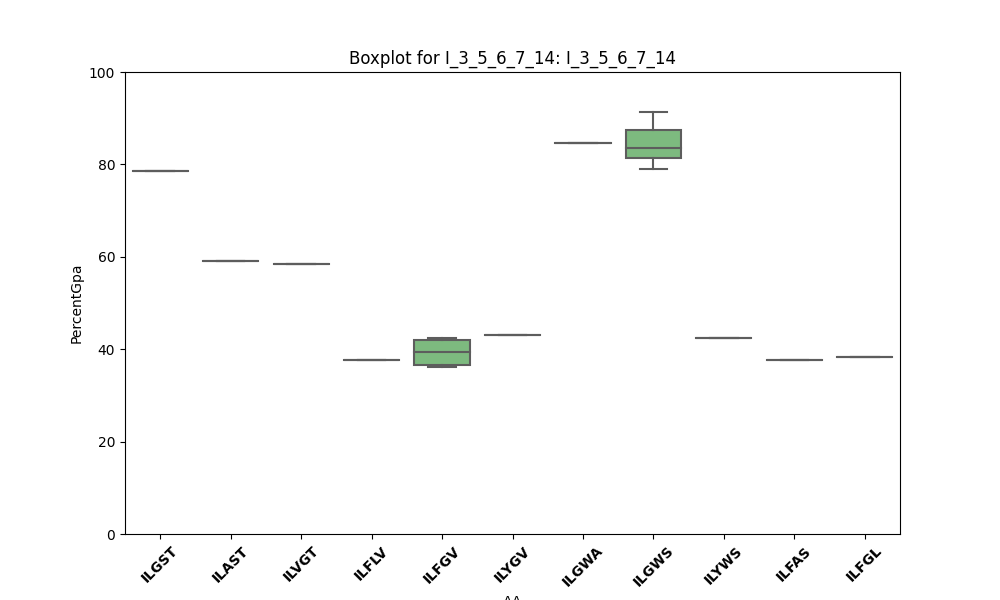 Boxplot for I_3_5_6_7_14: I_3_5_6_7_14
100
80
60
40
20
0
PercentGpa
ILGST
ILAST
ILVGT
ILFLV
ILFGV
ILYGV
ILGWA
ILGWS
ILYWS
ILFAS
ILFGL
AA